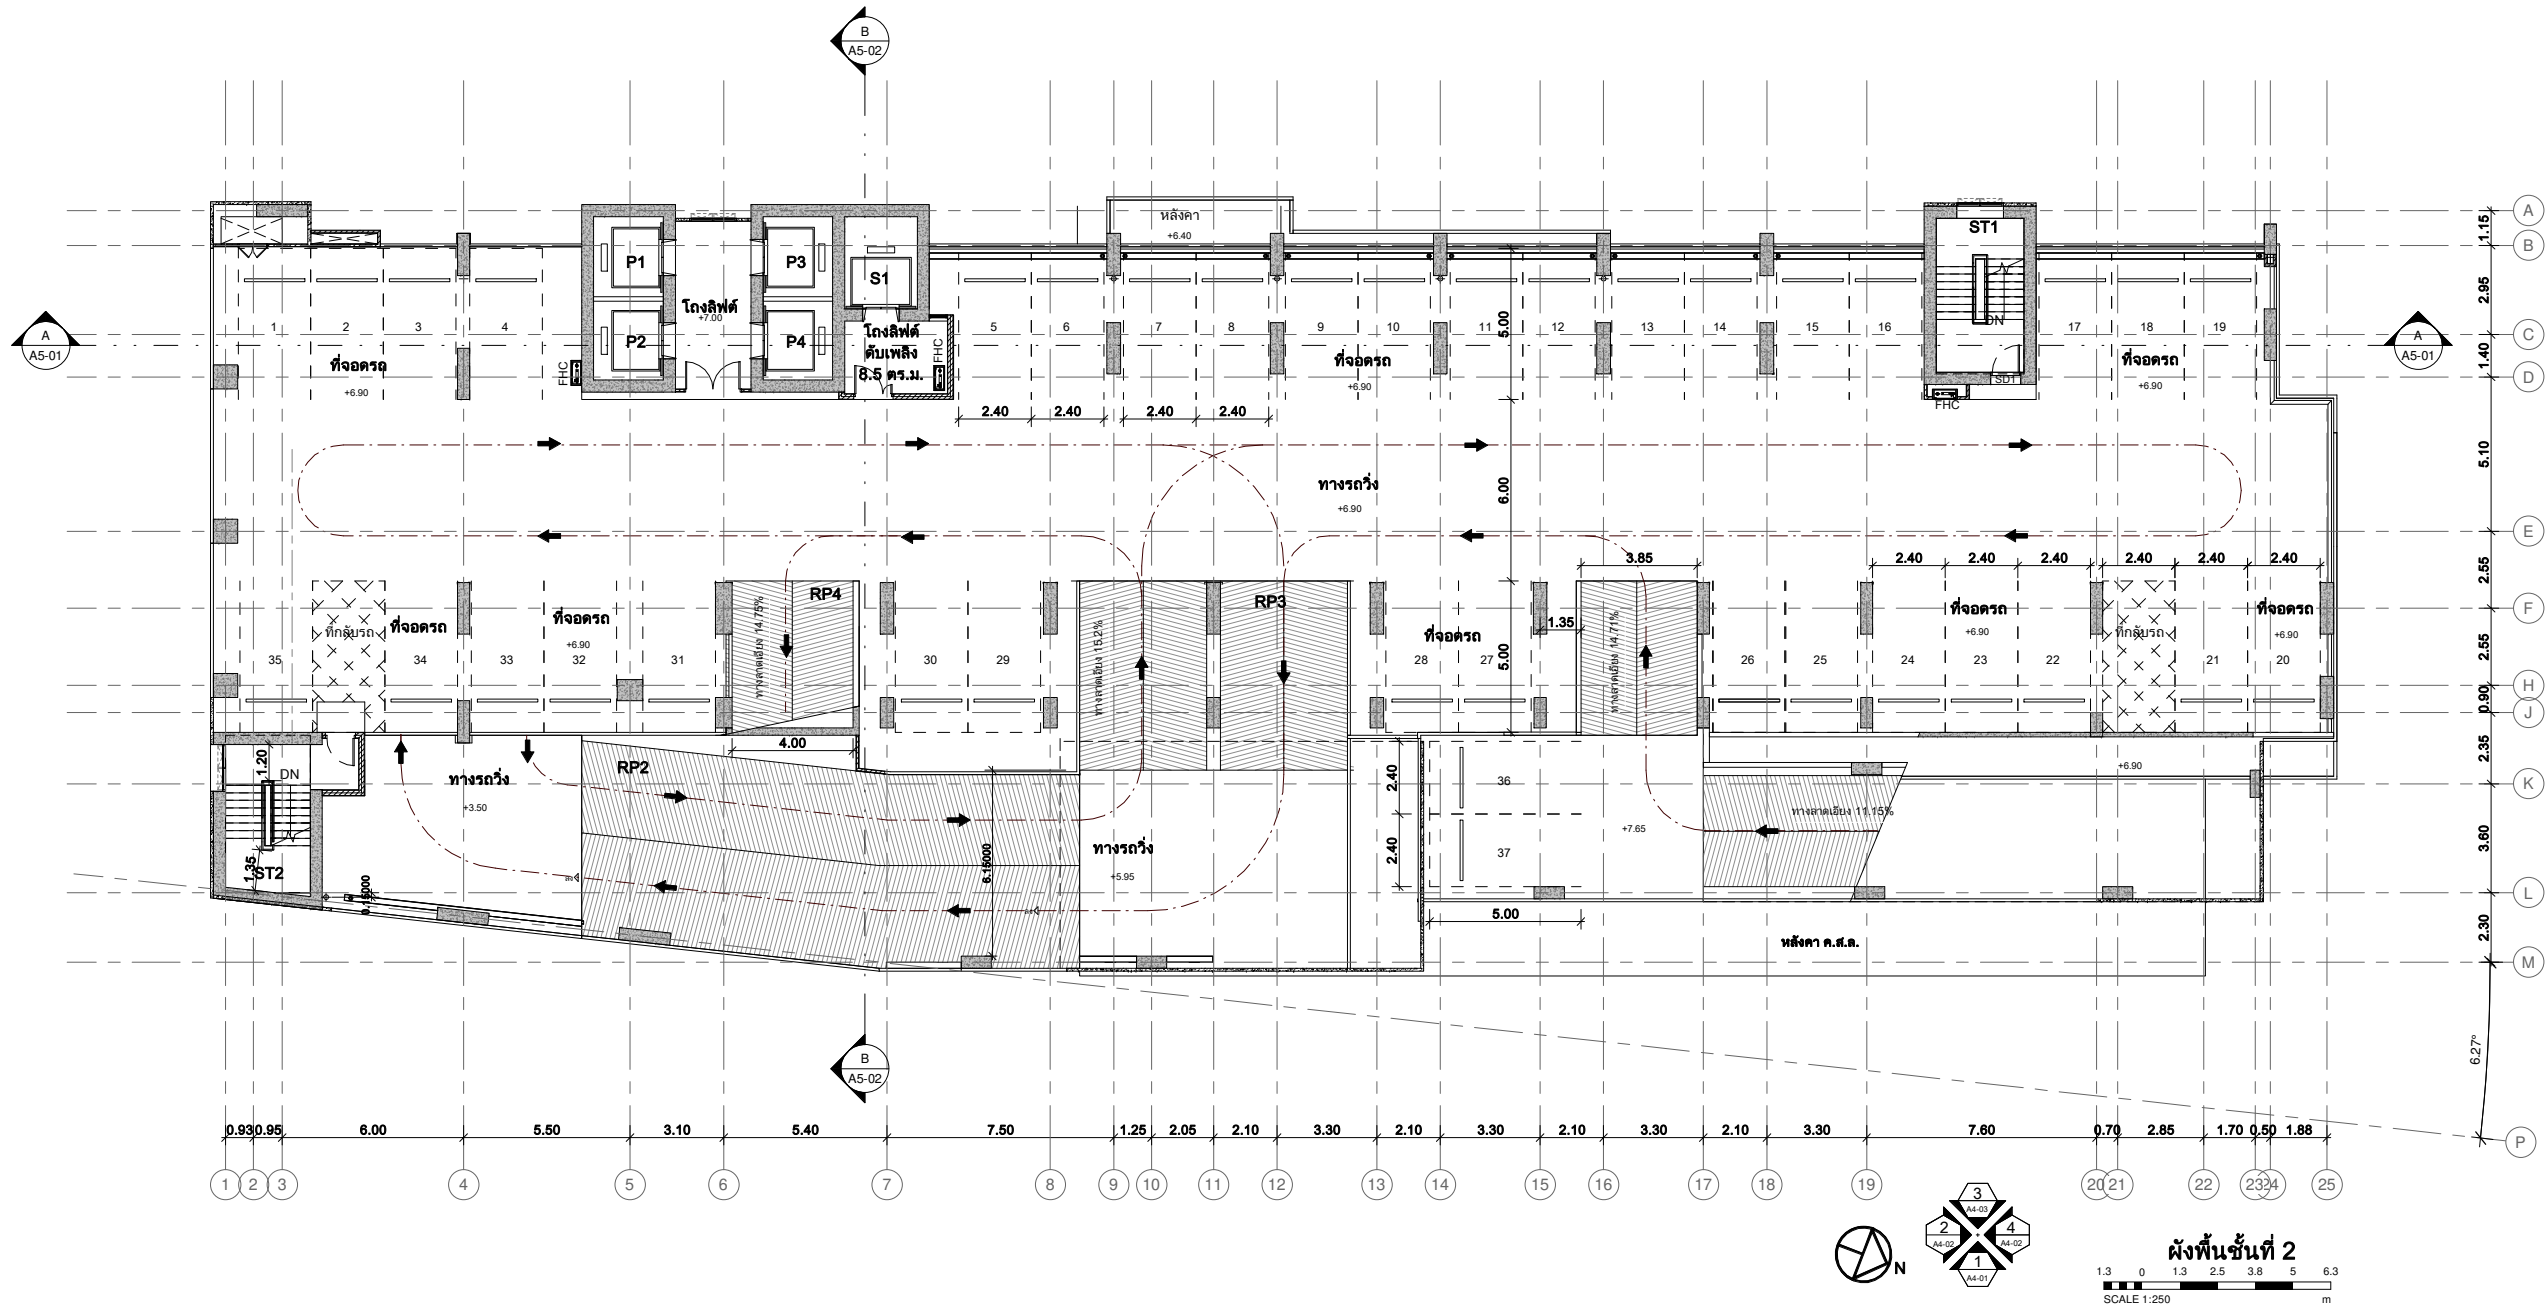 B
A5-02
A
B
C
D
E
F
H
J
K
L
M
P
1.15
2.95
1.40
5.10
2.55
2.55
0.90
2.35
3.60
2.30
6.27°
A
A5-01
A
A5-01
หลังคา
+6.40
P1
P2
P3
P4
S1
ST1
DN
SD1
FHC
โถงลิฟต์
+7.00
โถงลิฟต์
ดับเพลิง
8.5 ตร.ม.
FHC
FHC
1
2
3
4
5
6
7
8
9
10
11
12
13
14
15
16
17
18
19
ที่จอดรถ
+6.90
ที่จอดรถ
+6.90
ที่จอดรถ
+6.90
5.00
2.40
2.40
2.40
2.40
ทางรถวิ่ง
+6.90
6.00
3.85
2.40
2.40
2.40
2.40
2.40
2.40
RP4
ทางลาดเอียง 14.75%
RP3
ทางลาดเอียง 15.2%
ทางลาดเอียง 14.71%
1.35
5.00
ที่กลับรถ
ที่จอดรถ
ที่จอดรถ
+6.90
ที่จอดรถ
ที่จอดรถ
+6.90
ที่กลับรถ
ที่จอดรถ
+6.90
35
34
33
32
31
30
29
28
27
26
25
24
23
22
21
20
4.00
1.20
DN
1.35
ST2
0.15000
ทางรถวิ่ง
+3.50
RP2
ลง
ลง
6.15000
ทางรถวิ่ง
+5.95
2.40
2.40
36
37
5.00
+7.65
ทางลาดเอียง 11.15%
+6.90
หลังคา ค.ส.ล.
B
A5-02
0.93
0.95
6.00
5.50
3.10
5.40
7.50
1.25
2.05
2.10
3.30
2.10
3.30
2.10
3.30
2.10
3.30
7.60
0.70
2.85
1.70
0.50
1.88
1
2
3
4
5
6
7
8
9
10
11
12
13
14
15
16
17
18
19
20
21
22
23
24
25
N
3
A4-03
2
A4-02
4
A4-02
1
A4-01
ผังพื้นชั้นที่ 2
1.3 0 1.3 2.5 3.8 5 6.3
SCALE 1:250 m